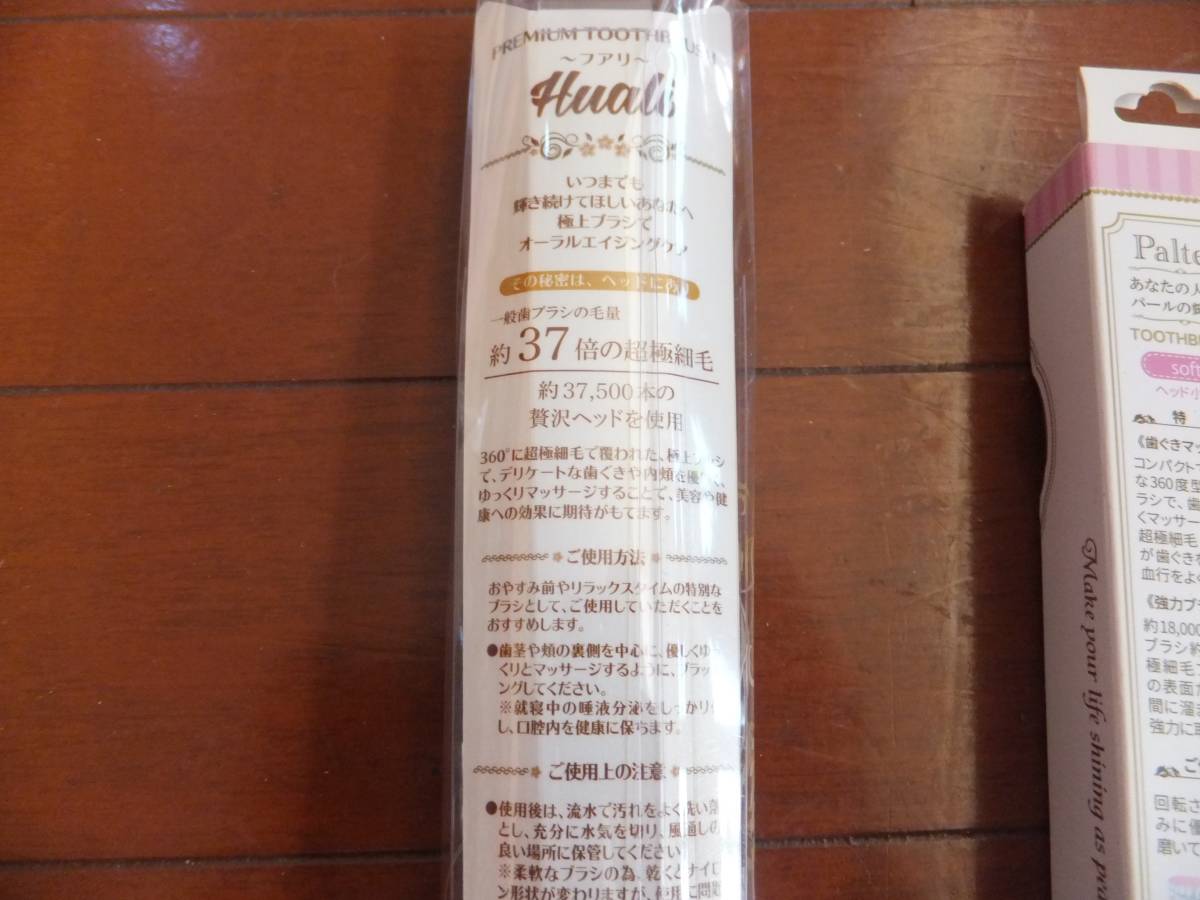 PREMIUM TOOTHBRUSH
～フアリ～
Huali
いつまでも
輝き続けてほしいあなたへ
極上ブラシで
オーラルエイジングケア
その秘密は、ヘッドにあり
一般歯ブラシの毛量
約37倍の超極細毛
約37,500本の
贅沢ヘッドを使用
360°に超極細毛で覆われた、極上ブラシ
で、デリケートな歯ぐきや内頬を優
ゆっくりマッサージすることで、美容や健
康への効果に期待がもてます。
ご使用方法
おやすみ前やリラックスタイムの特別な
ブラシとして、ご使用していただくことを
おすすめします。
●歯茎や頬の裏側を中心に、優しくゆっ
くりとマッサージするように、ブラッシ
ングしてください。
※就寝中の唾液分泌をしっかり
し、口腔内を健康に保ちます。
ご使用上の注意
●使用後は、流水で汚れをよく洗い落
とし、充分に水気を切り、風通しの
良い場所に保管してください。
※柔軟なブラシの為、乾くとナイロ
ン形状が変わりますが、使用に問題
Palte
あなたの人
パールの歯
TOOTHB
soft
ヘッド小
特
《歯ぐきマッ
コンパクト
な360度型
ラシで、歯
くマッサー
超極細毛
が歯ぐきを
血行をよ
《強力ブ
約18,000
ブラシ約
極細毛
の表面
間に溜ま
強力に
ご
回転さ
みに優
磨いて
Make your life shining as